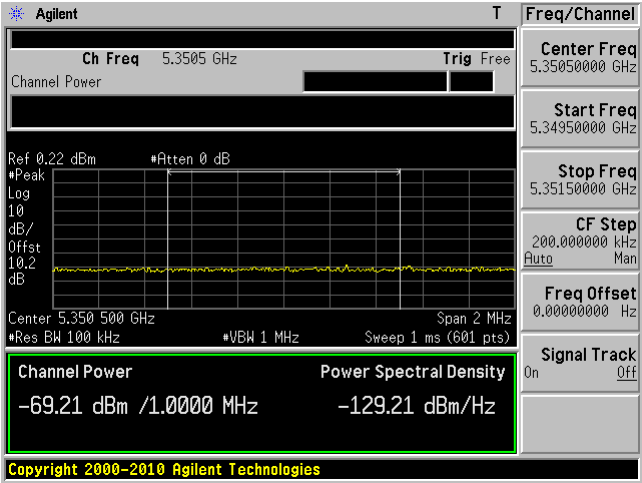 Agilent T Freq/Channel
Ch Freq 5.3505 GHz Trig Free
Channel Power
Center Freq
5.35050000 GHz
Start Freq
5.34950000 GHz
Stop Freq
5.35150000 GHz
CF Step
200.000000 kHz
Auto Man
Freq Offset
0.00000000 Hz
Signal Track
On Off
Ref 0.22 dBm #Atten 0 dB
#Peak
Log
10
dB/
Offst
10.2
dB
Center 5.350 500 GHz Span 2 MHz
#Res BW 100 kHz #VBW 1 MHz Sweep 1 ms (601 pts)
Channel Power Power Spectral Density
-69.21 dBm /1.0000 MHz -129.21 dBm/Hz
Copyright 2000-2010 Agilent Technologies